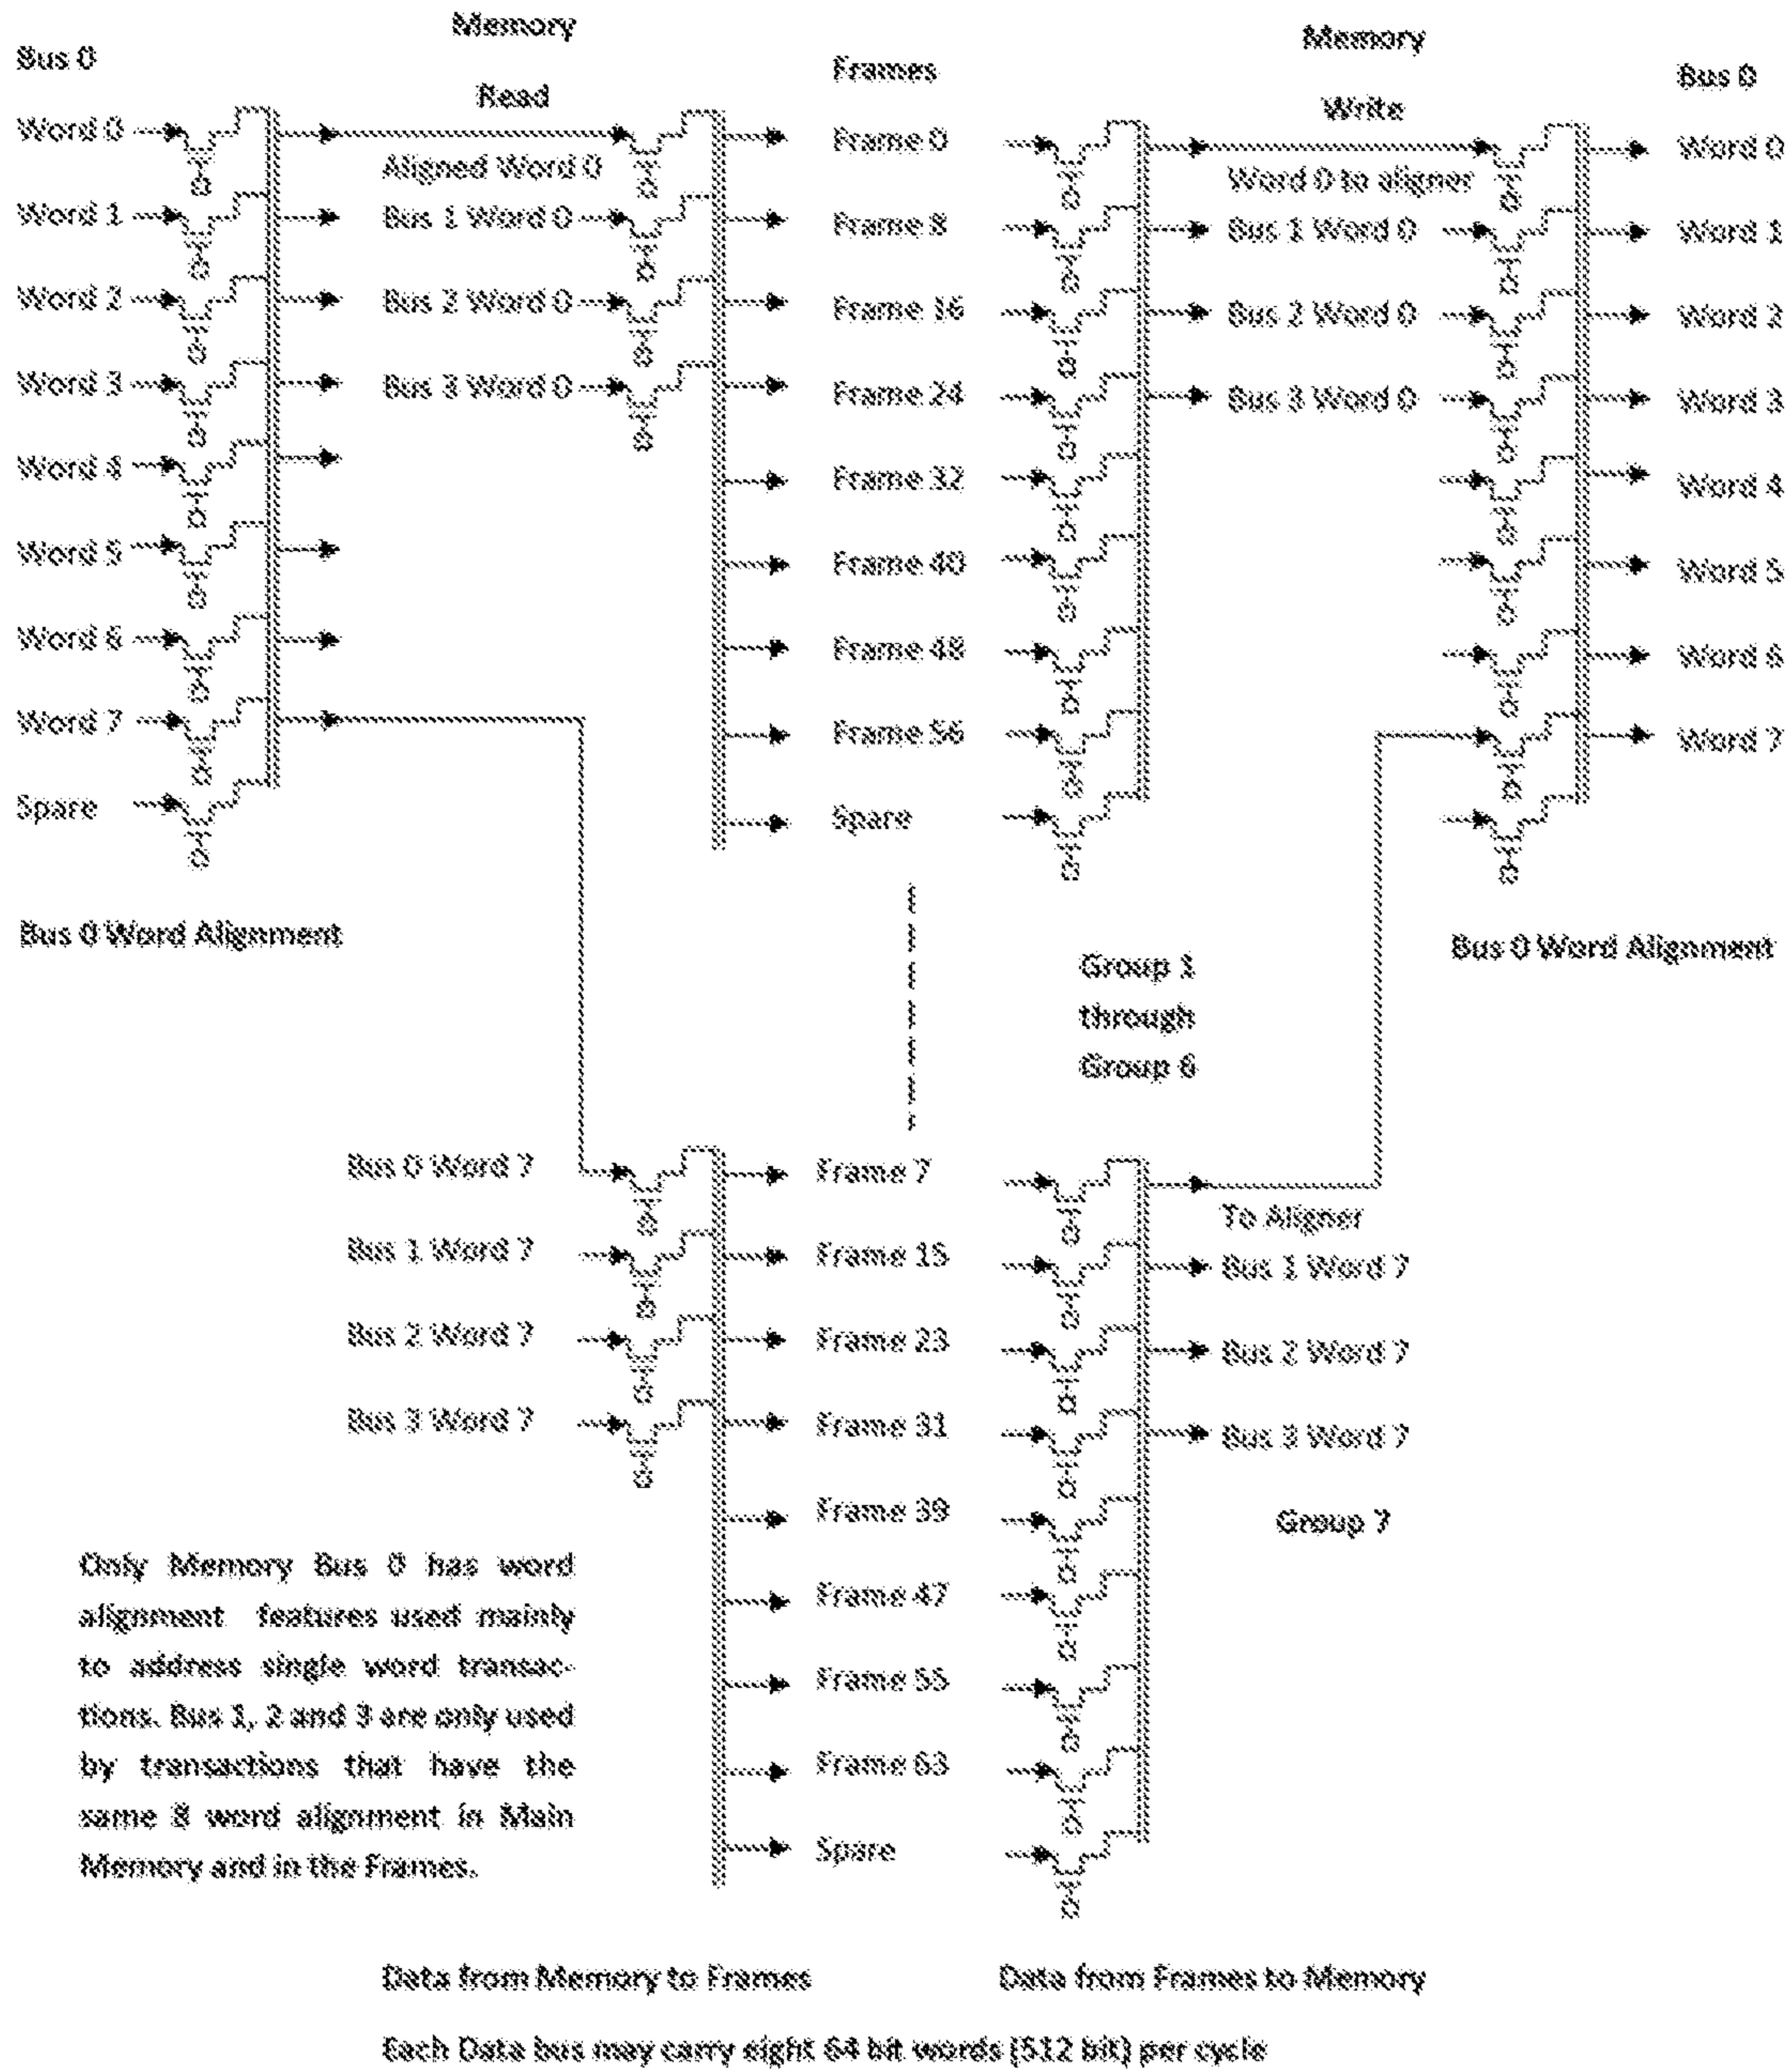 Memory
Memory
Bus 0
Frames
Bus 0
Read
Write
Word 0
Frame 0
Word 0
Aligned Word 0
Word 0 to aligner
Word 1
Bus 1 Word 0
Frame 8
Bus 1 Word 0
Word 1
Word 2
Bus 2 Word 0
Frame 16
Bus 2 Word 0
Word 2
Word 3
Bus 3 Word 0
Frame 24
Bus 3 Word 0
Word 3
Word 4
Frame 32
Word 4
Word 5
Frame 40
Word 5
Word 6
Frame 48
Word 6
Word 7
Frame 56
Word 7
Spare
Spare
Bus 0 Word Alignment
Bus 0 Word Alignment
Group 1
through
Group 6
Bus 0 Word 7
Frame 7
To Aligner
Bus 1 Word 7
Frame 15
Bus 1 Word 7
Bus 2 Word 7
Frame 23
Bus 2 Word 7
Bus 3 Word 7
Frame 31
Bus 3 Word 7
Frame 39
Group 7
Frame 47
Frame 55
Frame 63
Spare
Only Memory Bus 0 has word
alignment features used mainly
to address single word transac-
tions. Bus 1, 2 and 3 are only used
by transactions that have the
same 8 word alignment in Main
Memory and in the Frames.
Data from Memory to Frames
Data from Frames to Memory
Each Data bus may carry eight 64 bit words (512 bit) per cycle